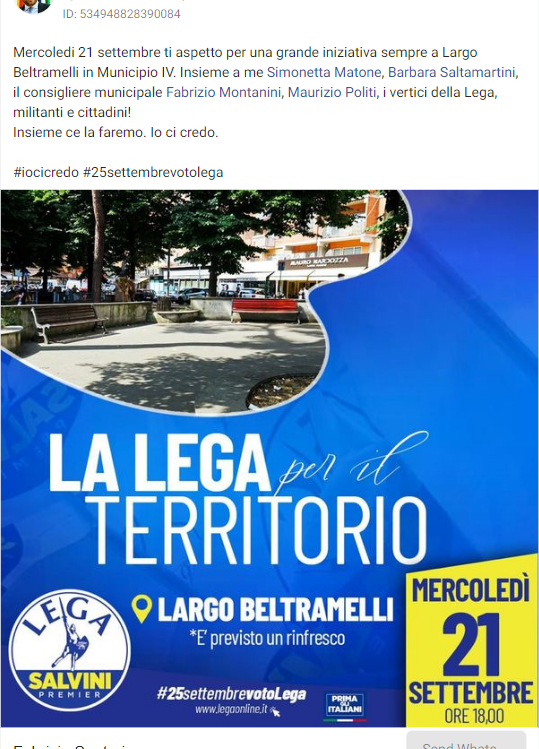 ID: 534948828390084
Mercoledì 21 settembre ti aspetto per una grande iniziativa sempre a Largo
Beltramelli in Municipio IV. Insieme a me Simonetta Matone, Barbara Saltamartini,
il consigliere municipale Fabrizio Montanini, Maurizio Politi, i vertici della Lega,
militanti e cittadini!
Insieme ce la faremo. Io ci credo.
#iocicredo #25settembrevotolega
LA LEGA per il
TERRITORIO
LARGO BELTRAMELLI
*E' previsto un rinfresco
MERCOLEDÌ
21
SETTEMBRE
ORE 18,00
LEGA
SALVINI
PREMIER
#25settembrevotoLega
www.legaonline.it
PRIMA
GLI
ITALIANI